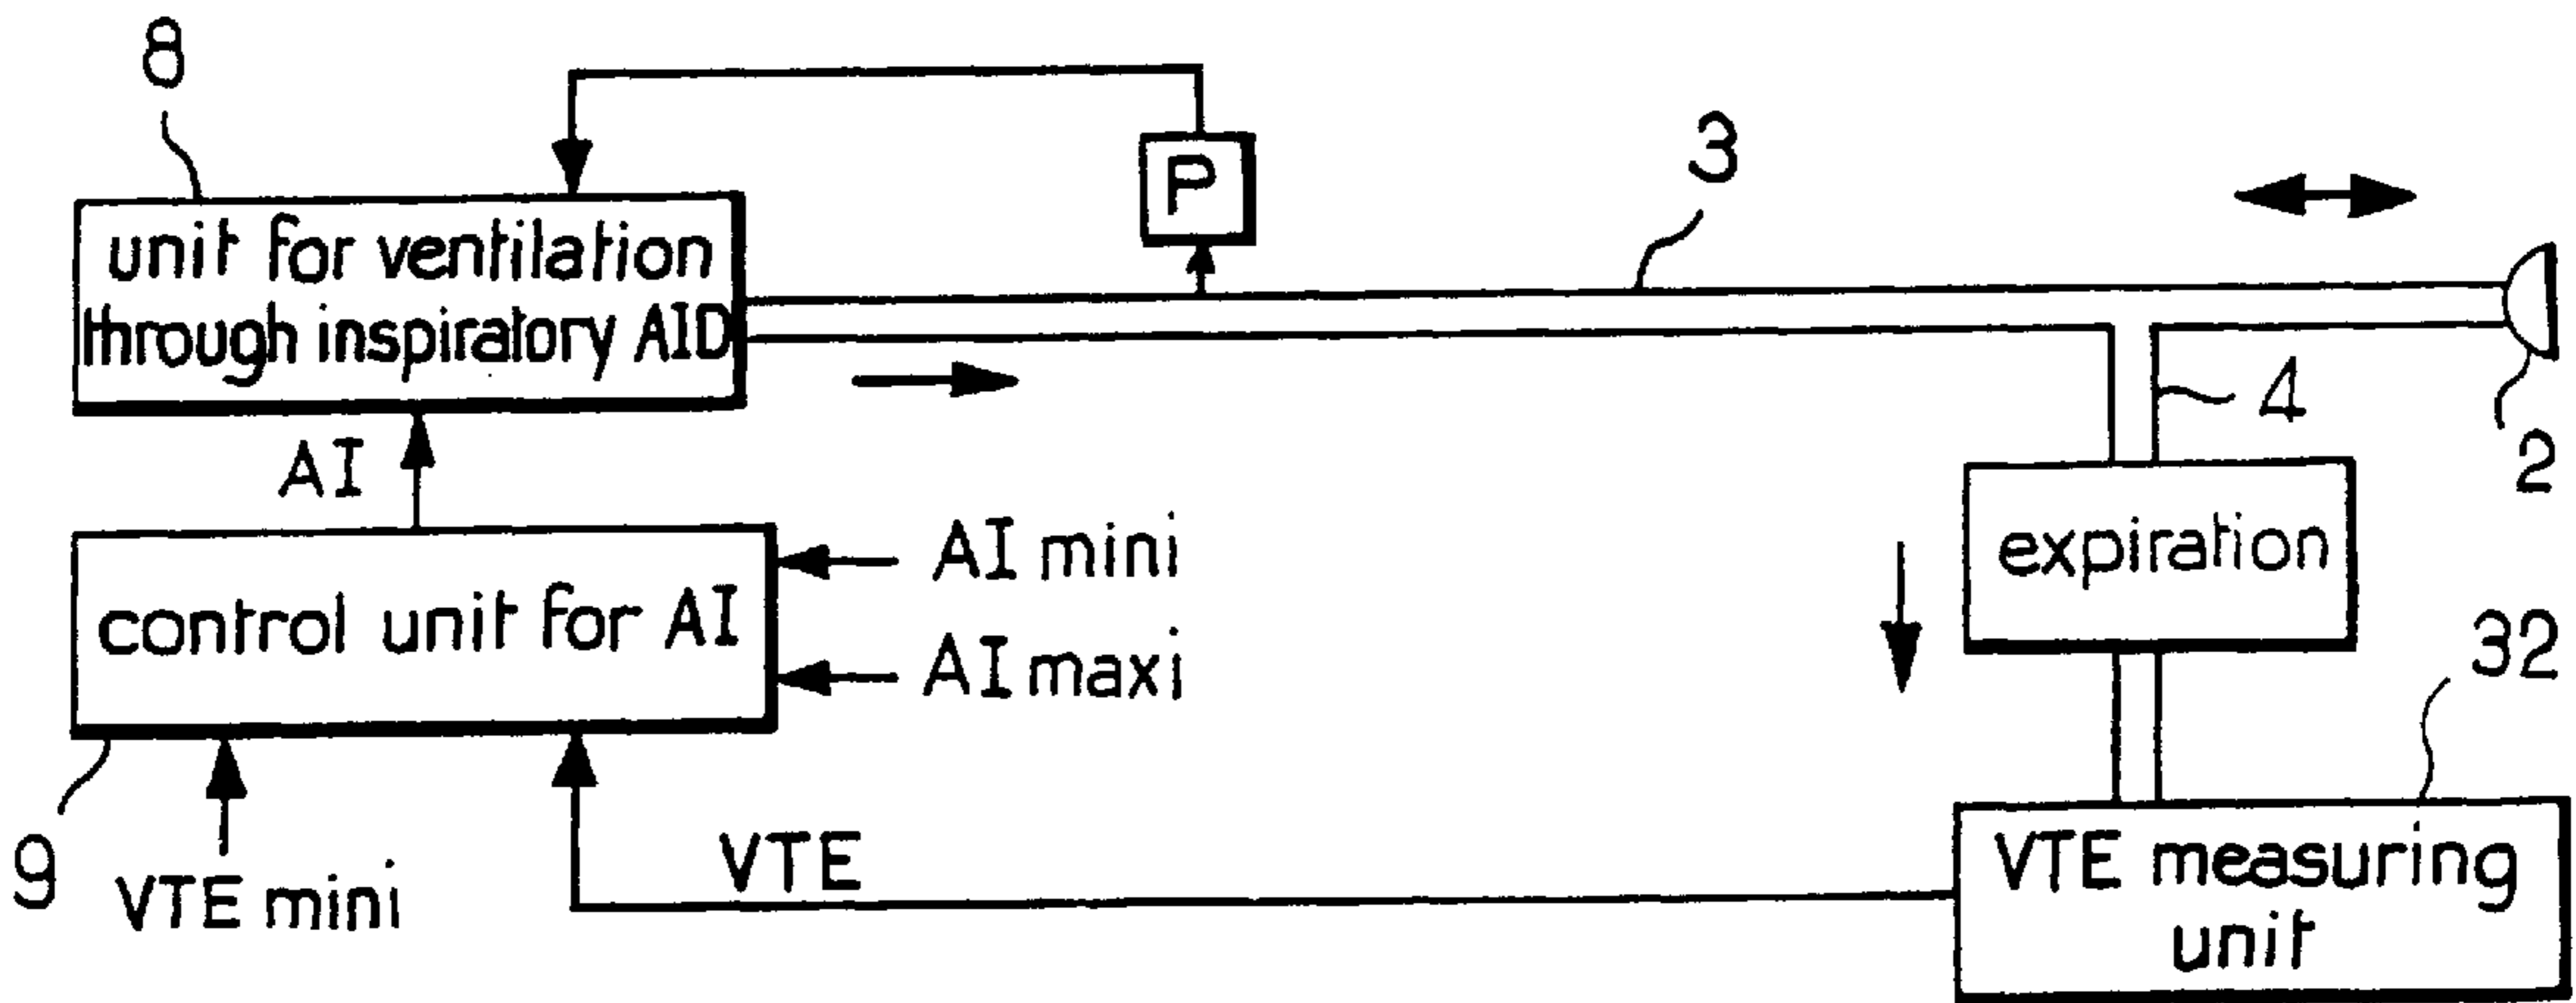 8
P
3
unit for ventilation
through inspiratory AID
4
2
AI
expiration
AI mini
control unit for AI
AI maxi
32
9
VTE mini
VTE
VTE measuring
unit